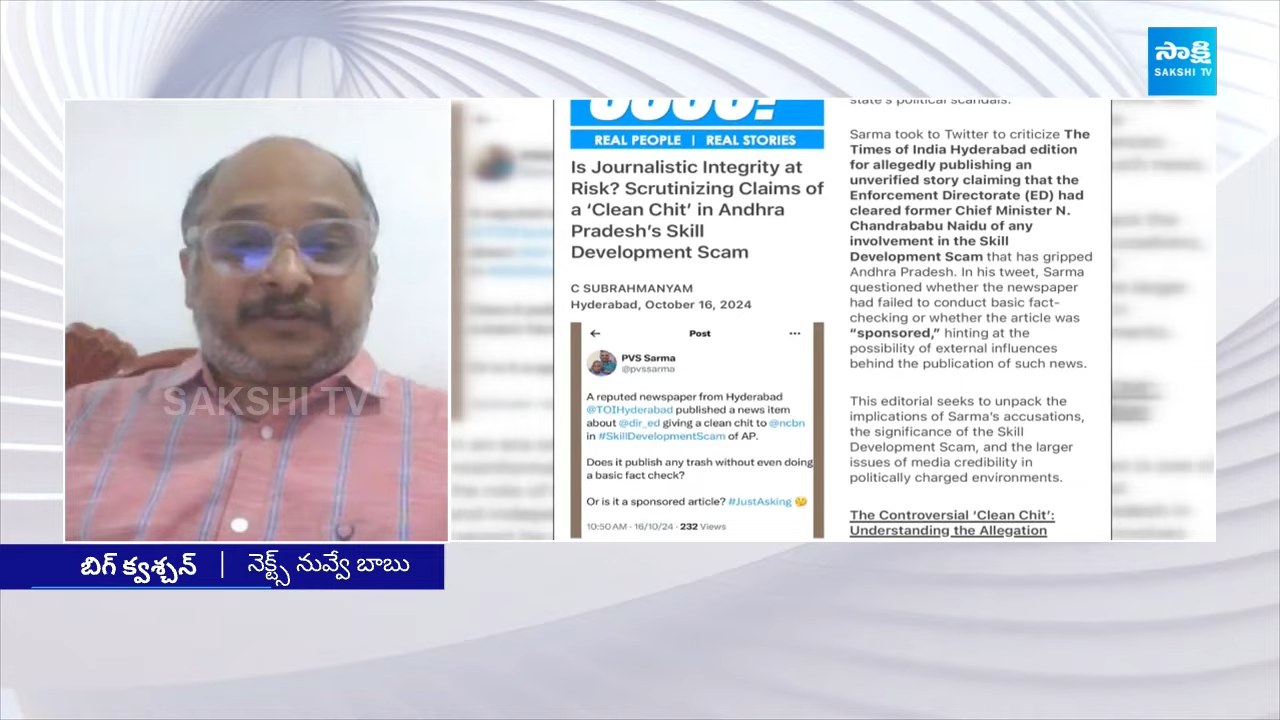 సాక్షి
SAKSHI TV
REAL PEOPLE | REAL STORIES
Is Journalistic Integrity at
Risk? Scrutinizing Claims of
a ‘Clean Chit’ in Andhra
Pradesh’s Skill
Development Scam
C SUBRAHMANYAM
Hyderabad, October 16, 2024
Post
PVS Sarma
@pvssarma
A reputed newspaper from Hyderabad
@TOIHyderabad published a news item
about @dir_ed giving a clean chit to @ncbn
in #SkillDevelopmentScam of AP.
Does it publish any trash without even doing
a basic fact check?
Or is it a sponsored article? #JustAsking 🤔
10:50 AM · 16/10/24 · 232 Views
state’s political scandals.
Sarma took to Twitter to criticize The
Times of India Hyderabad edition
for allegedly publishing an
unverified story claiming that the
Enforcement Directorate (ED) had
cleared former Chief Minister N.
Chandrababu Naidu of any
involvement in the Skill
Development Scam that has gripped
Andhra Pradesh. In his tweet, Sarma
questioned whether the newspaper
had failed to conduct basic fact-
checking or whether the article was
“sponsored,” hinting at the
possibility of external influences
behind the publication of such news.
This editorial seeks to unpack the
implications of Sarma’s accusations,
the significance of the Skill
Development Scam, and the larger
issues of media credibility in
politically charged environments.
The Controversial ‘Clean Chit’:
Understanding the Allegation
SAKSHI TV
బిగ్ క్వశ్చన్ | నెక్ట్స్ నువ్వే బాబు